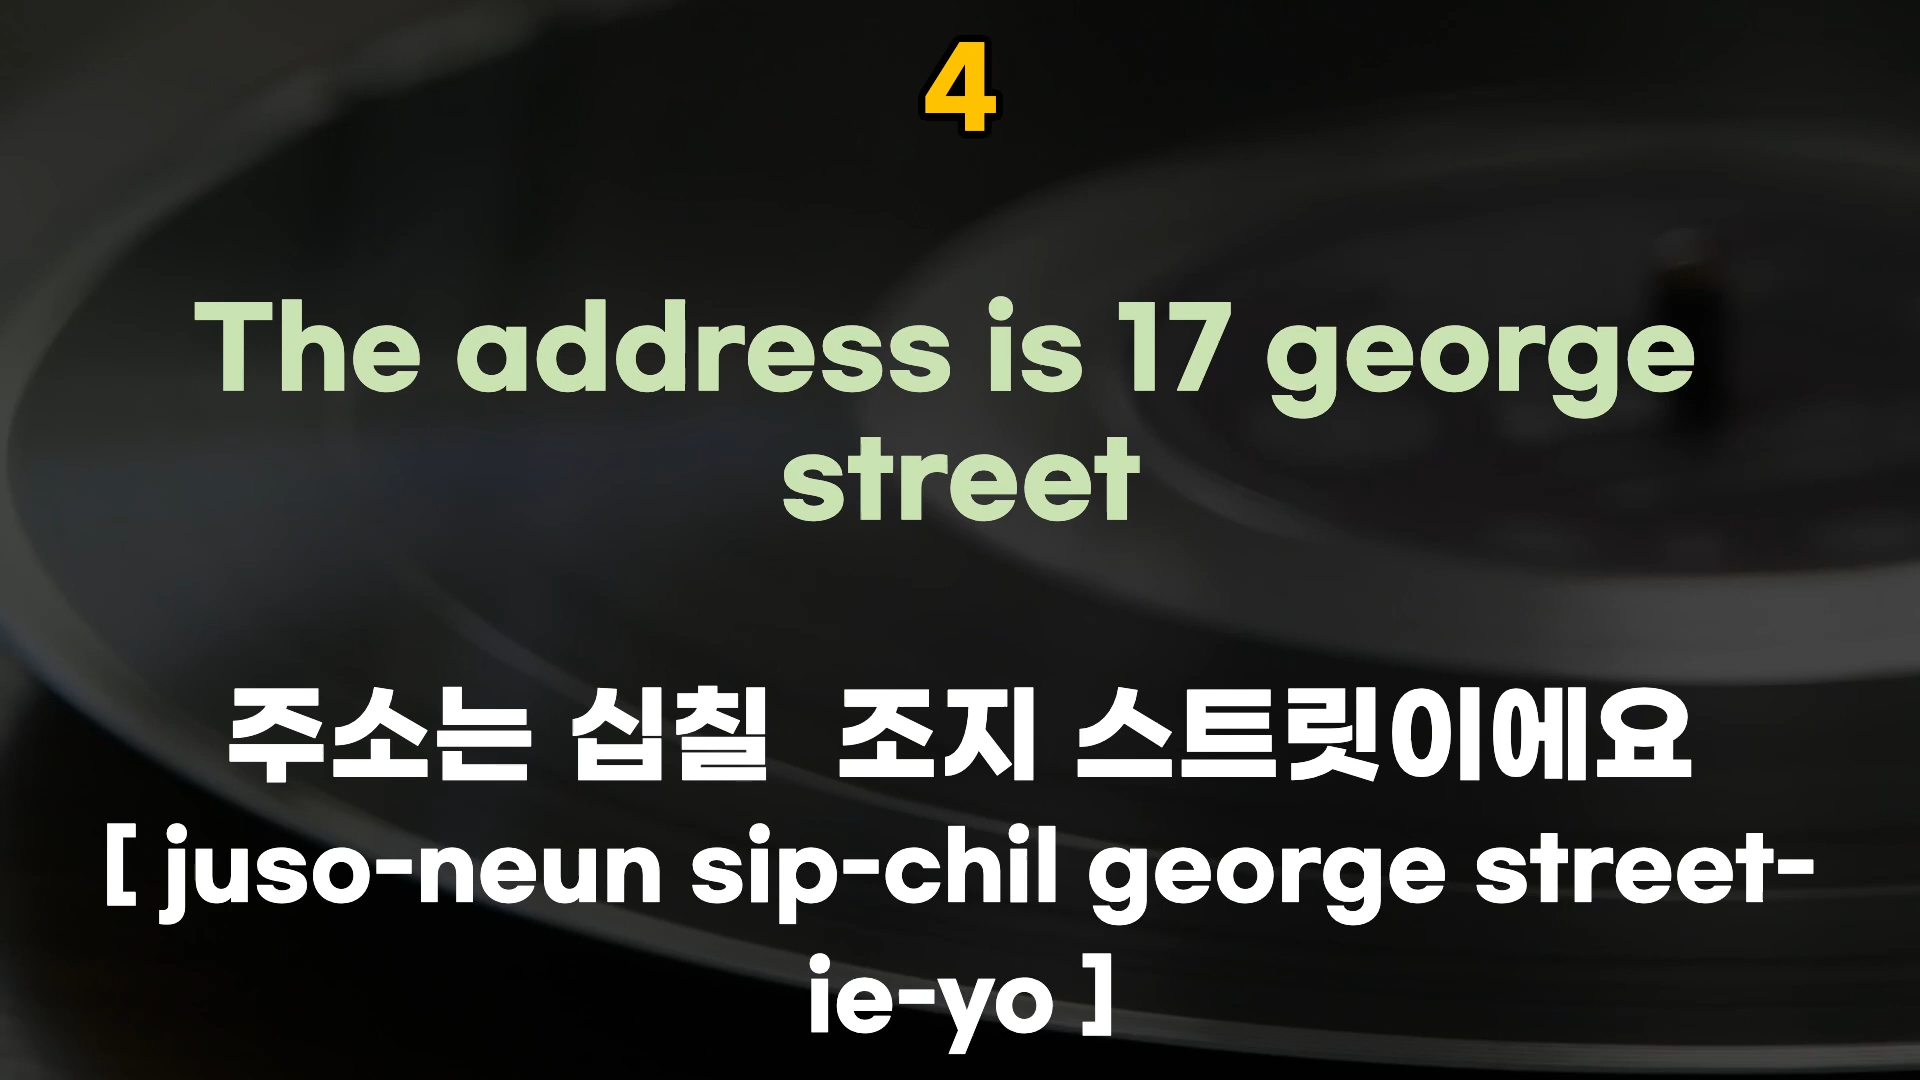 4
The address is 17 george
street
주소는 십칠  조지 스트릿이에요
[ juso-neun sip-chil george street-
ie-yo ]